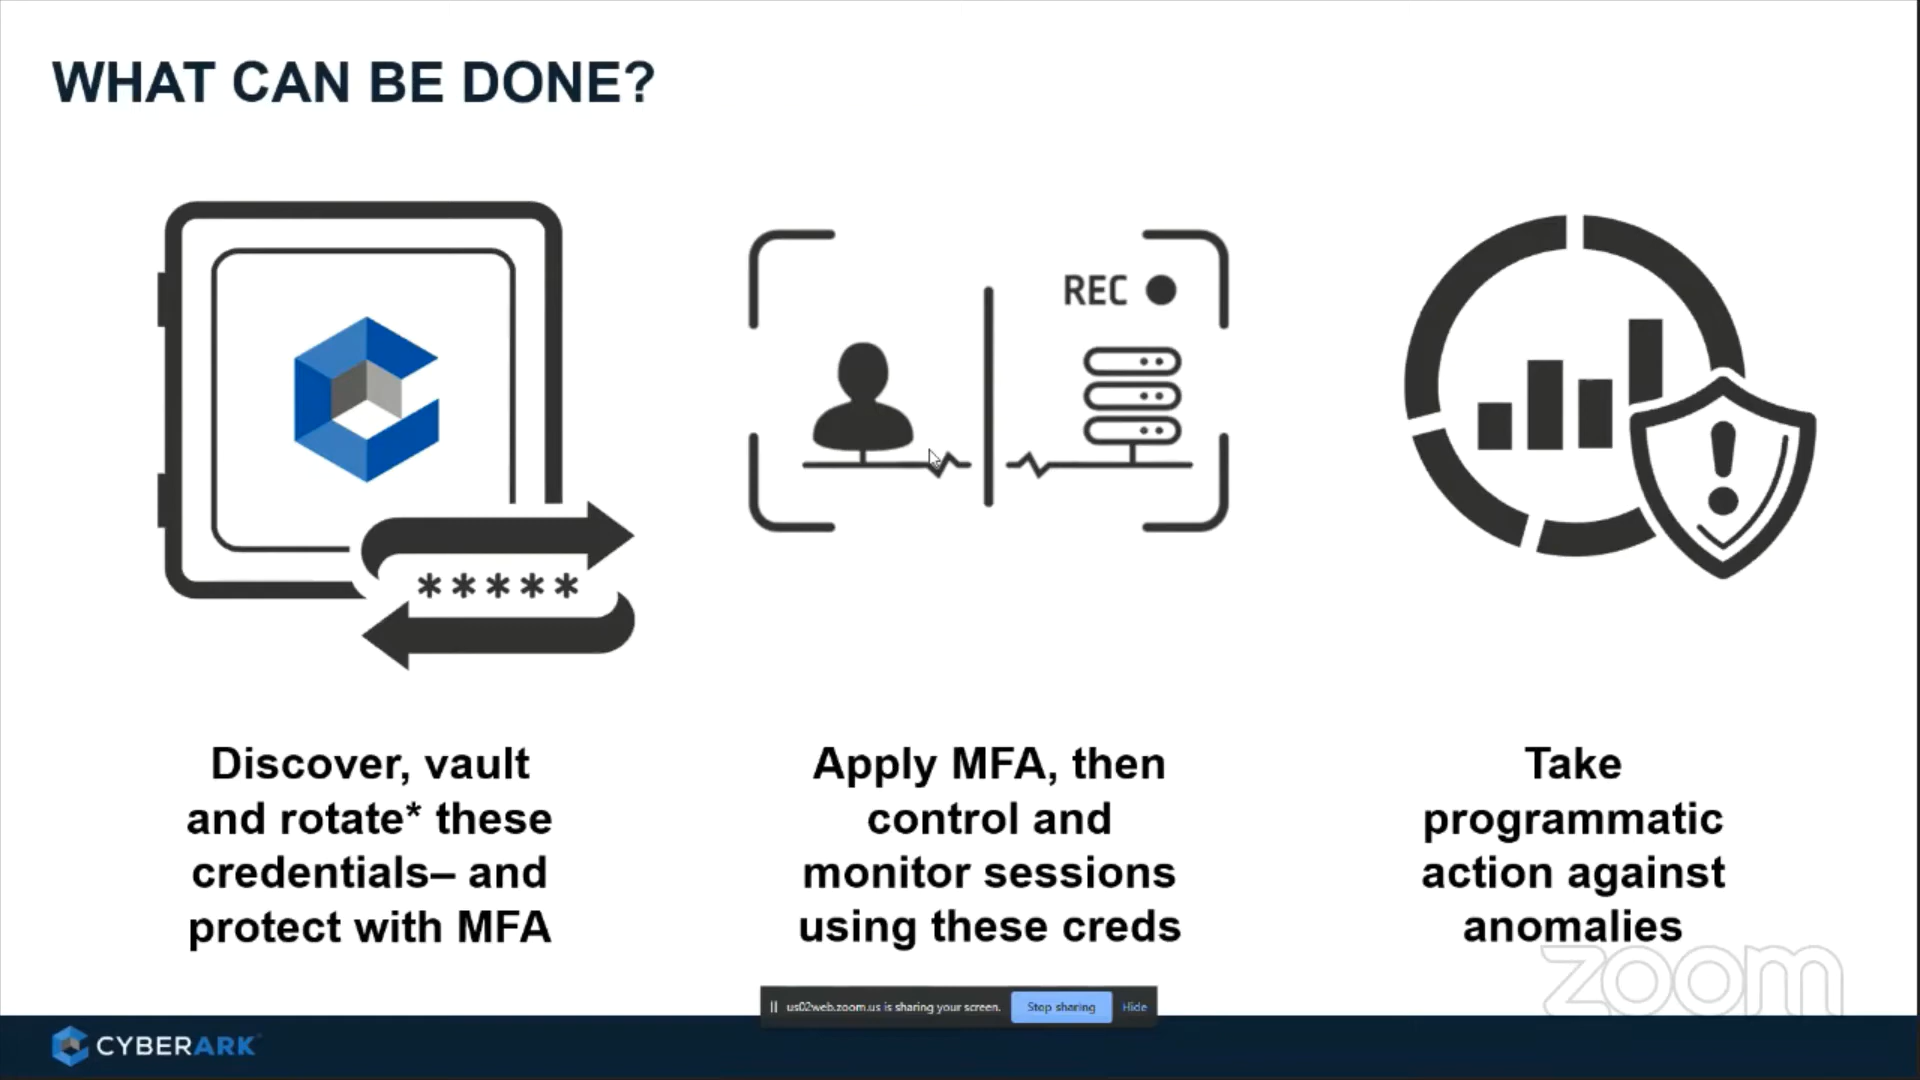 WHAT CAN BE DONE?
REC
*****
Discover, vault
and rotate* these
credentials– and
protect with MFA
Apply MFA, then
control and
monitor sessions
using these creds
Take
programmatic
action against
anomalies
zoom
us02web.zoom.us is sharing your screen.
Stop sharing
Hide
CYBERARK